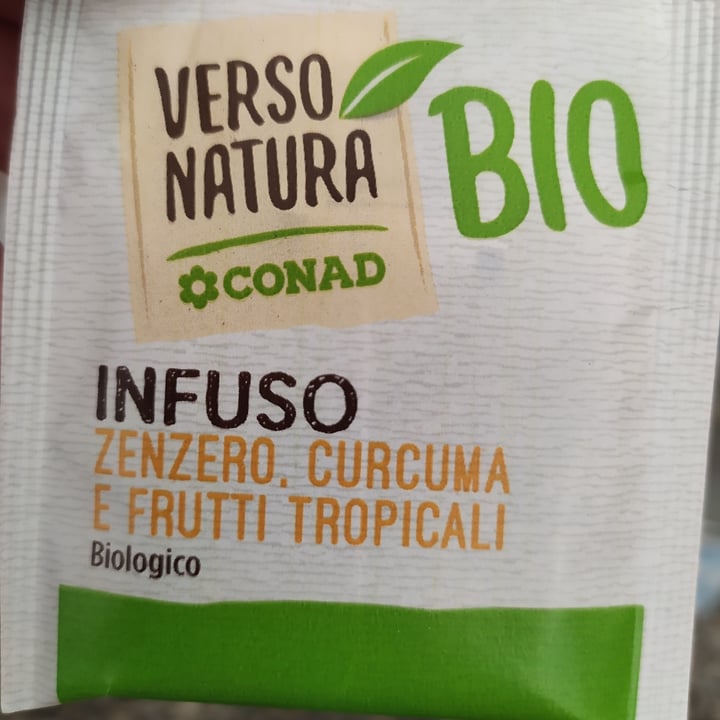 VERSO
NATURA
BIO
CONAD
INFUSO
ZENZERO, CURCUMA
E FRUTTI TROPICALI
Biologico